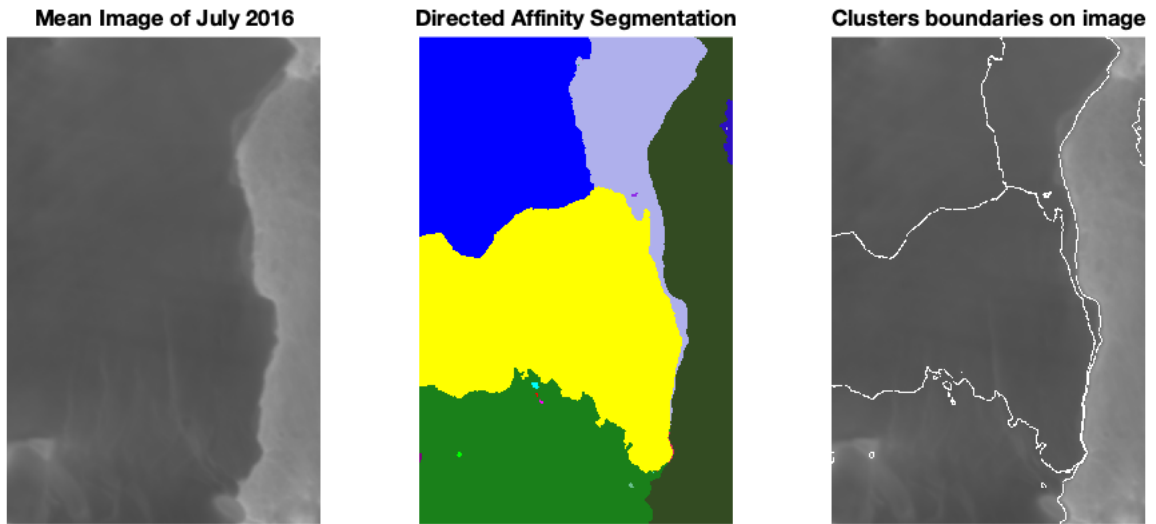 Mean Image of July 2016
Directed Affinity Segmentation
Clusters boundaries on image